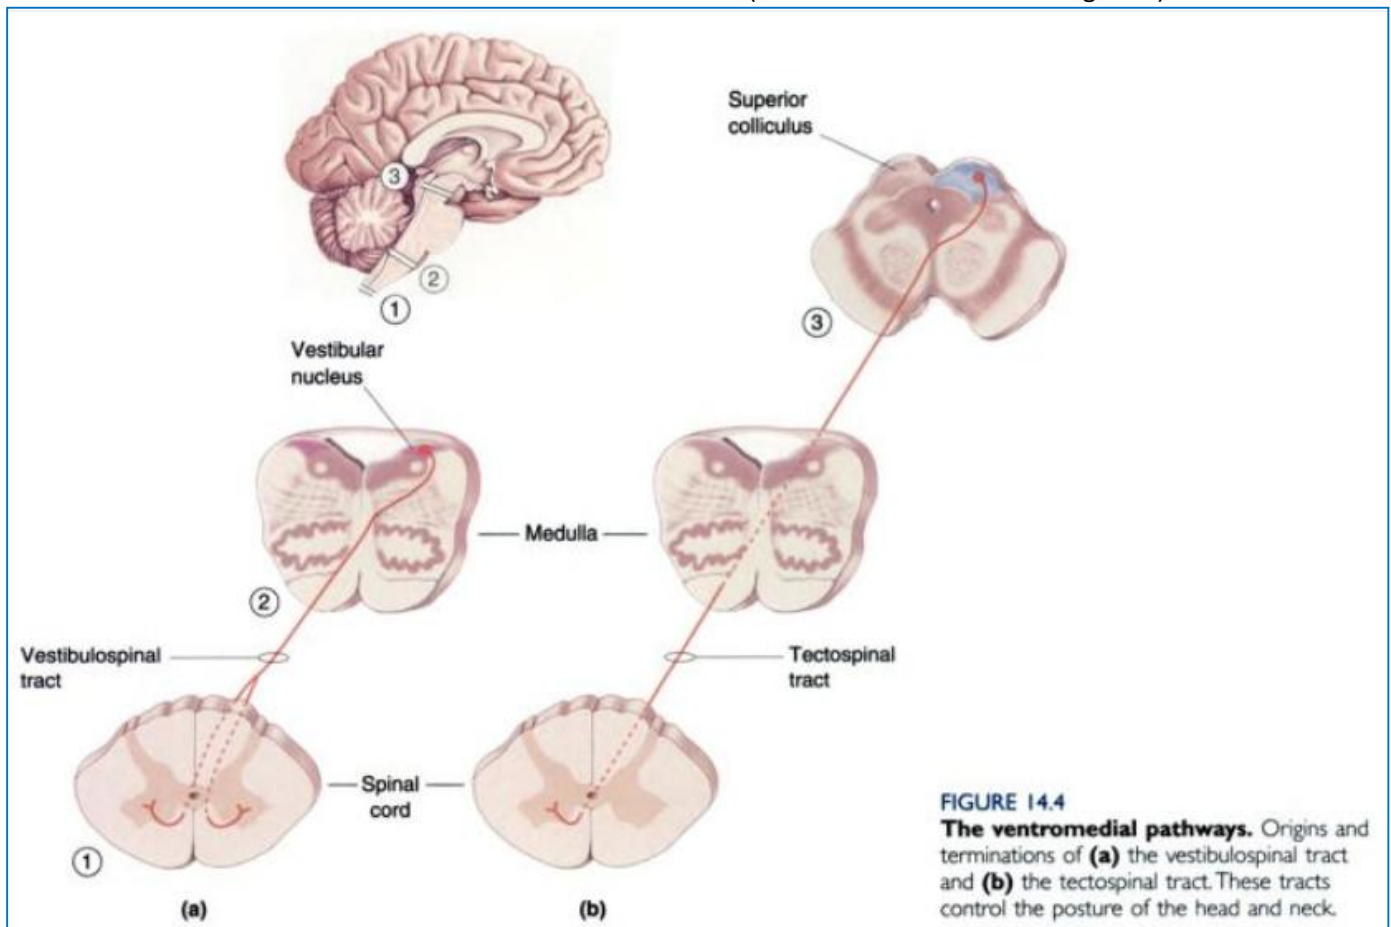 Superior
colliculus
3
2
1
Vestibular
nucleus
3
Medulla
2
Vestibulospinal
tract
Tectospinal
tract
Spinal
cord
1
(a)
(b)
FIGURE 14.4
The ventromedial pathways. Origins and
terminations of (a) the vestibulospinal tract
and (b) the tectospinal tract. These tracts
control the posture of the head and neck.